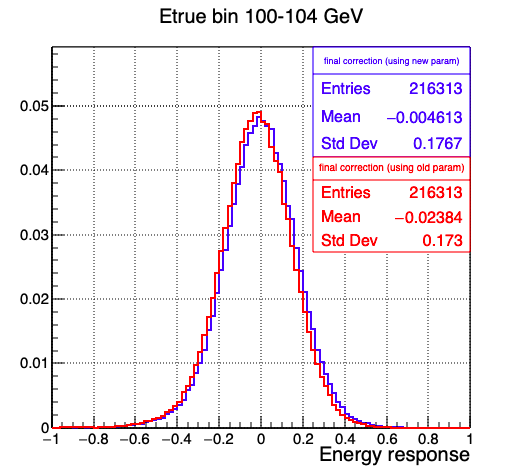 Etrue bin 100-104 GeV
final correction (using new param)
Entries 216313
Mean −0.004613
Std Dev 0.1767
final correction (using old param)
Entries 216313
Mean −0.02384
Std Dev 0.173
0.05
0.04
0.03
0.02
0.01
0
−1 −0.8 −0.6 −0.4 −0.2 0 0.2 0.4 0.6 0.8 1
Energy response